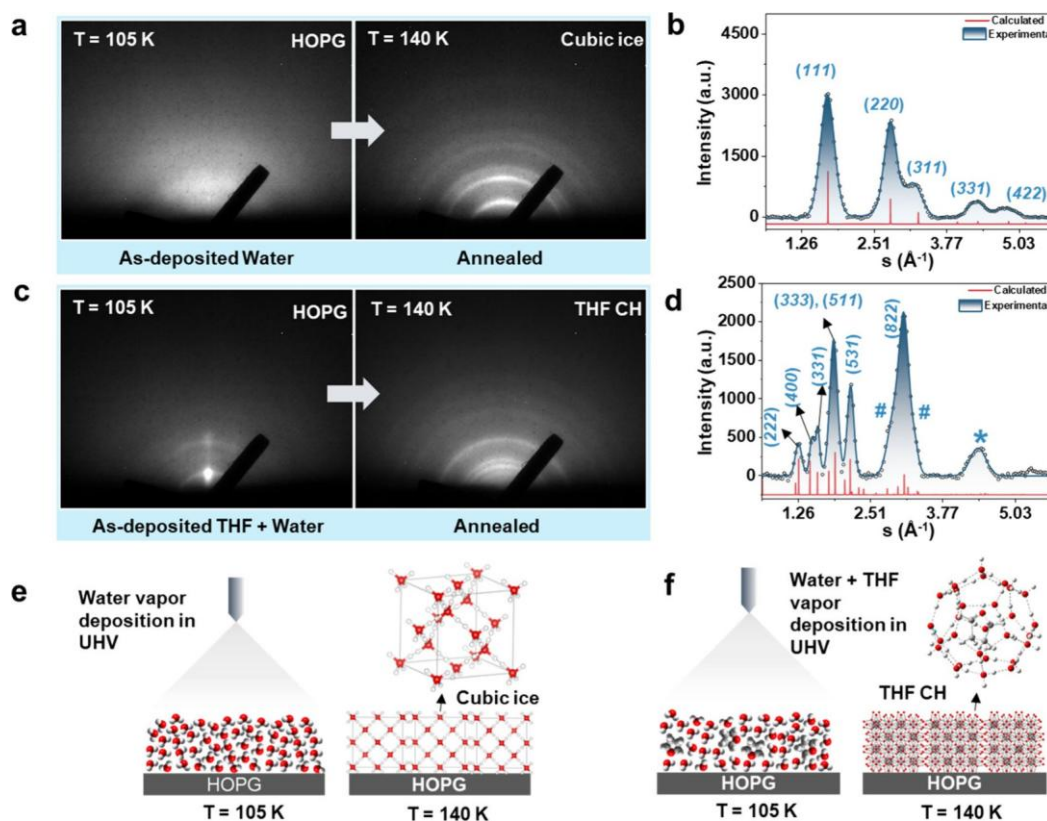 a
T = 105 K
HOPG
T = 140 K
Cubic ice
As-deposited Water
Annealed
b
Intensity (a.u.)
4500
3000
1500
0
Calculated
Experimenta
(111)
(220)
(311)
(331)
(422)
1.26
2.51
3.77
5.03
s (Å⁻¹)
c
T = 105 K
HOPG
T = 140 K
THF CH
As-deposited THF + Water
Annealed
d
Intensity (a.u.)
2500
2000
1500
1000
500
0
Calculated
Experimental
(333), (511)
(222)
(400)
(331)
(531)
(822)
#
#
*
1.26
2.51
3.77
5.03
s (Å⁻¹)
e
Water vapor
deposition in
UHV
Cubic ice
HOPG
HOPG
T = 105 K
T = 140 K
f
Water + THF
vapor
deposition in
UHV
THF CH
HOPG
HOPG
T = 105 K
T = 140 K